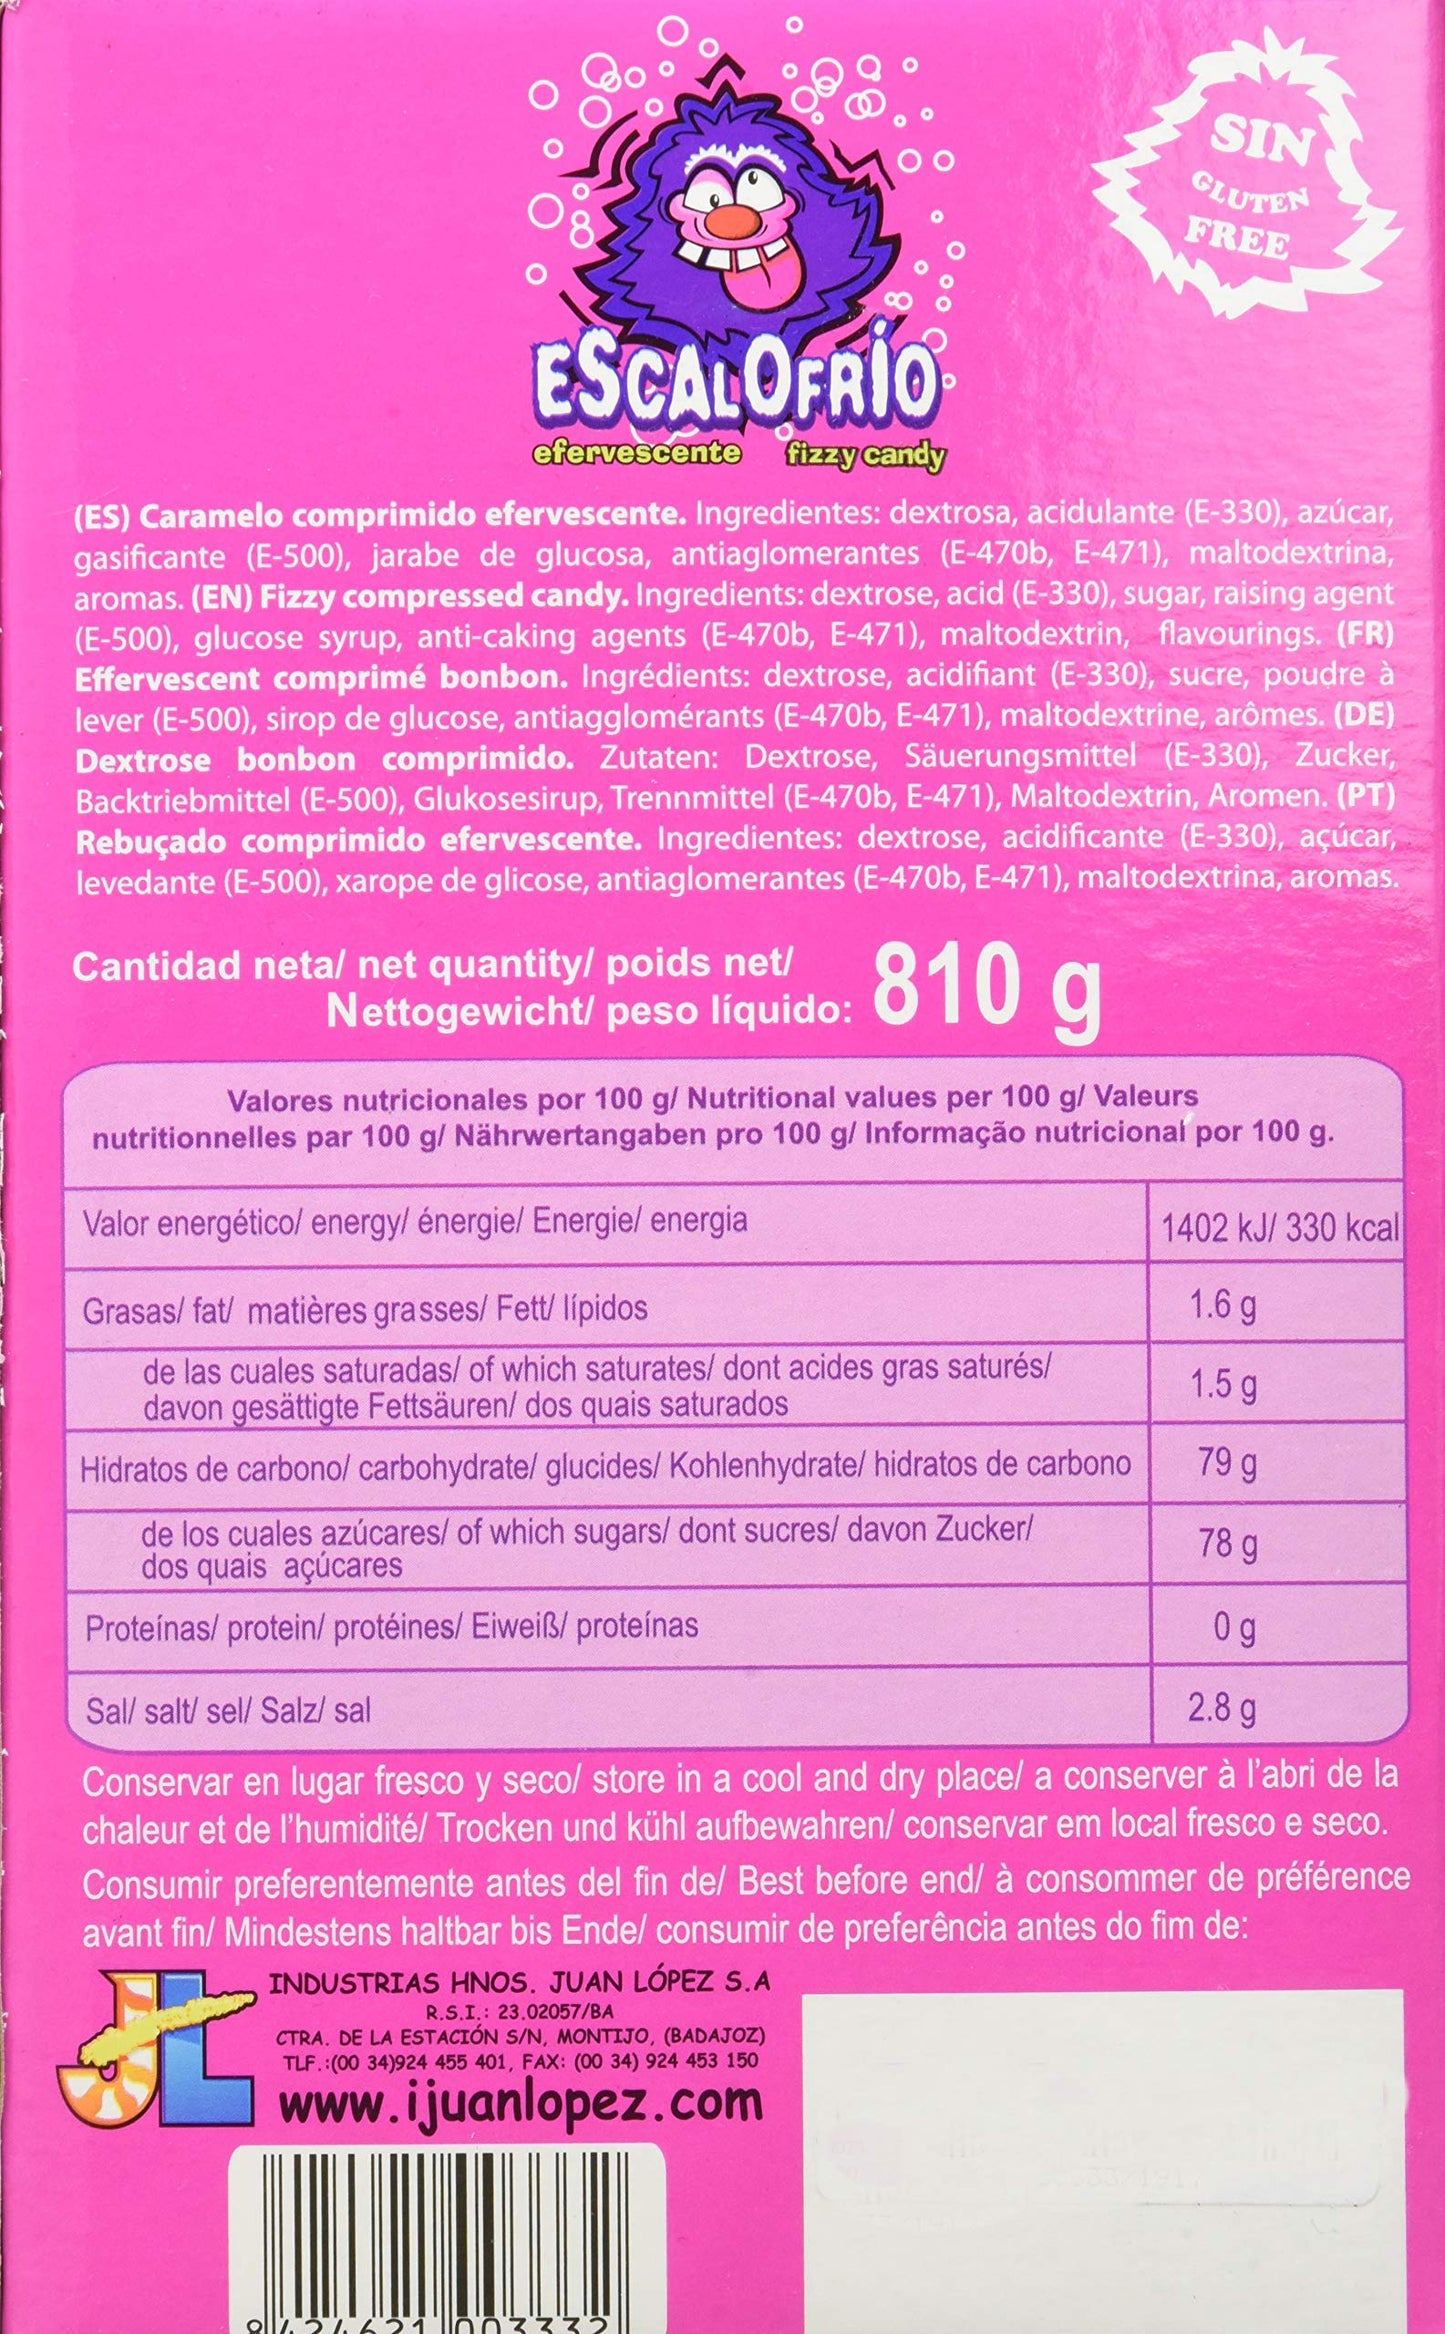 SIN
GLUTEN
FREE
ESCALOFRÍO
efervescente fizzy candy
(ES) Caramelo comprimido efervescente. Ingredientes: dextrosa, acidulante (E-330), azúcar,
gasificante (E-500), jarabe de glucosa, antiaglomerantes (E-470b, E-471), maltodextrina,
aromas. (EN) Fizzy compressed candy. Ingredients: dextrose, acid (E-330), sugar, raising agent
(E-500), glucose syrup, anti-caking agents (E-470b, E-471), maltodextrin, flavourings. (FR)
Effervescent comprimé bonbon. Ingrédients: dextrose, acidifiant (E-330), sucre, poudre à
lever (E-500), sirop de glucose, antiagglomérants (E-470b, E-471), maltodextrine, arômes. (DE)
Dextrose bonbon comprimido. Zutaten: Dextrose, Säuerungsmittel (E-330), Zucker,
Backtriebmittel (E-500), Glukosesirup, Trennmittel (E-470b, E-471), Maltodextrin, Aromen. (PT)
Rebuçado comprimido efervescente. Ingredientes: dextrose, acidificante (E-330), açúcar,
levedante (E-500), xarope de glicose, antiaglomerantes (E-470b, E-471), maltodextrina, aromas.
Cantidad neta/ net quantity/ poids net/
Nettogewicht/ peso líquido: 810 g
Valores nutricionales por 100 g/ Nutritional values per 100 g/ Valeurs
nutritionnelles par 100 g/ Nährwertangaben pro 100 g/ Informação nutricional por 100 g.
Valor energético/ energy/ énergie/ Energie/ energia 1402 kJ/ 330 kcal
Grasas/ fat/ matières grasses/ Fett/ lípidos 1.6 g
de las cuales saturadas/ of which saturates/ dont acides gras saturés/
davon gesättigte Fettsäuren/ dos quais saturados 1.5 g
Hidratos de carbono/ carbohydrate/ glucides/ Kohlenhydrate/ hidratos de carbono 79 g
de los cuales azúcares/ of which sugars/ dont sucres/ davon Zucker/
dos quais açúcares 78 g
Proteínas/ protein/ protéines/ Eiweiß/ proteínas 0 g
Sal/ salt/ sel/ Salz/ sal 2.8 g
Conservar en lugar fresco y seco/ store in a cool and dry place/ a conserver à l'abri de la
chaleur et de l'humidité/ Trocken und kühl aufbewahren/ conservar em local fresco e seco.
Consumir preferentemente antes del fin de/ Best before end/ à consommer de préférence
avant fin/ Mindestens haltbar bis Ende/ consumir de preferência antes do fim de:
JL
INDUSTRIAS HNOS. JUAN LÓPEZ S.A
R.S.I.: 23.02057/BA
CTRA. DE LA ESTACIÓN S/N, MONTIJO, (BADAJOZ)
TLF.:(00 34)924 455 401, FAX: (00 34) 924 453 150
www.ijuanlopez.com
8 424621 003332